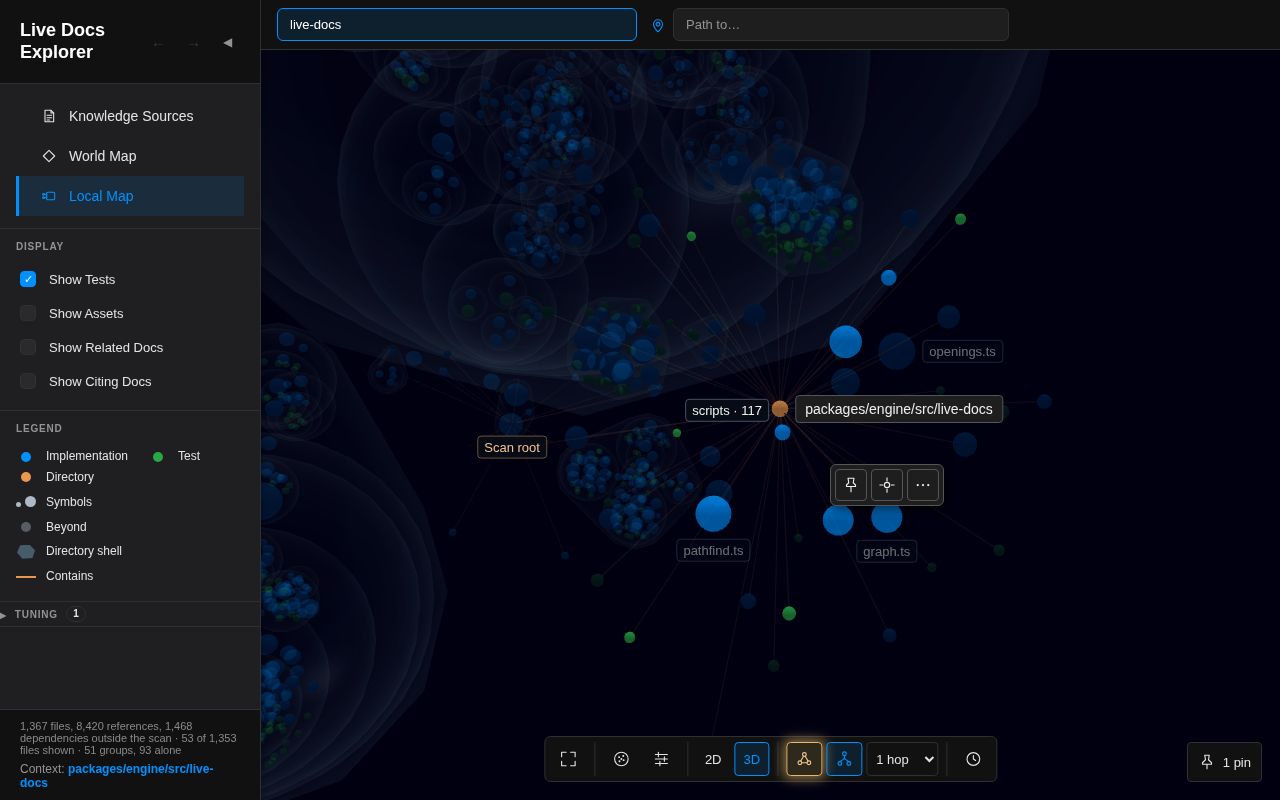 Live Docs
Explorer
live-docs
Path to…
Knowledge Sources
World Map
Local Map
DISPLAY
Show Tests
Show Assets
Show Related Docs
Show Citing Docs
LEGEND
Implementation
Test
Directory
Symbols
Beyond
Directory shell
Contains
TUNING 1
1,367 files, 8,420 references, 1,468
dependencies outside the scan · 53 of 1,353
files shown · 51 groups, 93 alone
Context: packages/engine/src/live-
docs
openings.ts
scripts · 117
packages/engine/src/live-docs
Scan root
pathfind.ts
graph.ts
2D
3D
1 hop
1 pin